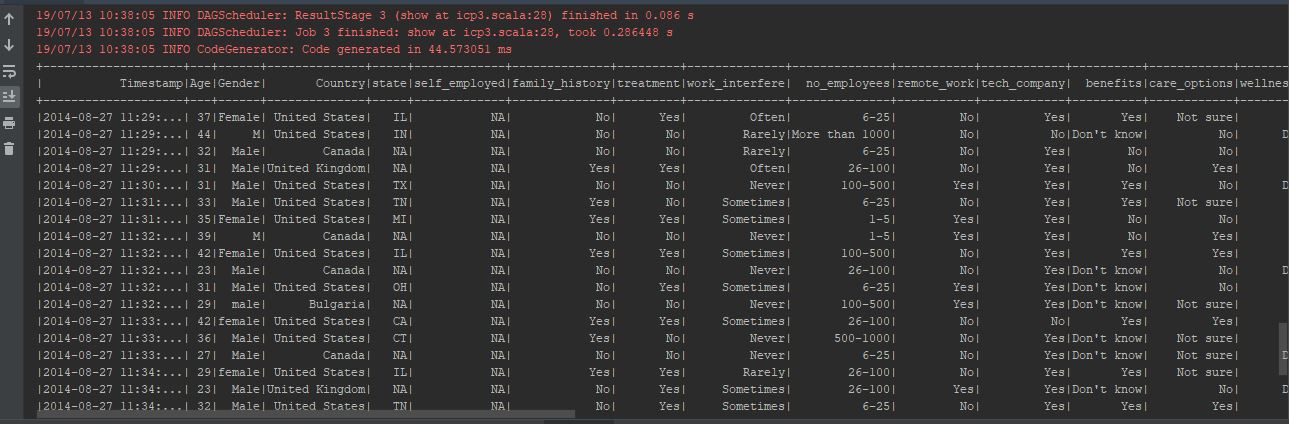 19/07/13 10:38:05 INFO DAGScheduler: ResultStage 3 (show at icp3.scala:28) finished in 0.086 s
19/07/13 10:38:05 INFO DAGScheduler: Job 3 finished: show at icp3.scala:28, took 0.286448 s
19/07/13 10:38:05 INFO CodeGenerator: Code generated in 44.573051 ms
| Timestamp|Age|Gender| Country|state|self_employed|family_history|treatment|work_interfere| no_employees|remote_work|tech_company| benefits|care_options|wellnes
|2014-08-27 11:29:...| 37|Female| United States| IL| NA| No| Yes| Often| 6-25| No| Yes| Yes| Not sure|
|2014-08-27 11:29:...| 44| M| United States| IN| NA| No| No| Rarely|More than 1000| No| No|Don't know| No| D
|2014-08-27 11:29:...| 32| Male| Canada| NA| NA| No| No| Rarely| 6-25| No| Yes| No| No|
|2014-08-27 11:29:...| 31| Male|United Kingdom| NA| NA| Yes| Yes| Often| 26-100| No| Yes| No| Yes|
|2014-08-27 11:30:...| 31| Male| United States| TX| NA| No| No| Never| 100-500| Yes| Yes| Yes| No| D
|2014-08-27 11:31:...| 33| Male| United States| TN| NA| Yes| No| Sometimes| 6-25| No| Yes| Yes| Not sure|
|2014-08-27 11:31:...| 35|Female| United States| MI| NA| Yes| Yes| Sometimes| 1-5| Yes| Yes| No| No|
|2014-08-27 11:32:...| 39| M| Canada| NA| NA| No| No| Never| 1-5| Yes| Yes| No| Yes|
|2014-08-27 11:32:...| 42|Female| United States| IL| NA| Yes| Yes| Sometimes| 100-500| No| Yes| Yes| No|
|2014-08-27 11:32:...| 23| Male| Canada| NA| NA| No| No| Never| 26-100| No| Yes|Don't know| No| D
|2014-08-27 11:32:...| 31| Male| United States| OH| NA| No| Yes| Sometimes| 6-25| Yes| Yes|Don't know| No|
|2014-08-27 11:32:...| 29| male| Bulgaria| NA| NA| No| No| Never| 100-500| Yes| Yes|Don't know| Not sure|
|2014-08-27 11:33:...| 42|female| United States| CA| NA| Yes| Yes| Sometimes| 26-100| No| No| Yes| Yes|
|2014-08-27 11:33:...| 36| Male| United States| CT| NA| Yes| No| Never| 500-1000| No| Yes|Don't know| Not sure|
|2014-08-27 11:33:...| 27| Male| Canada| NA| NA| No| No| Never| 6-25| No| Yes|Don't know| Not sure| D
|2014-08-27 11:34:...| 29|female| United States| IL| NA| Yes| Yes| Rarely| 26-100| No| Yes| Yes| Not sure|
|2014-08-27 11:34:...| 23| Male|United Kingdom| NA| NA| No| Yes| Sometimes| 26-100| Yes| Yes|Don't know| No| D
|2014-08-27 11:34:...| 32| Male| United States| TN| NA| No| Yes| Sometimes| 6-25| No| Yes| Yes| Yes|